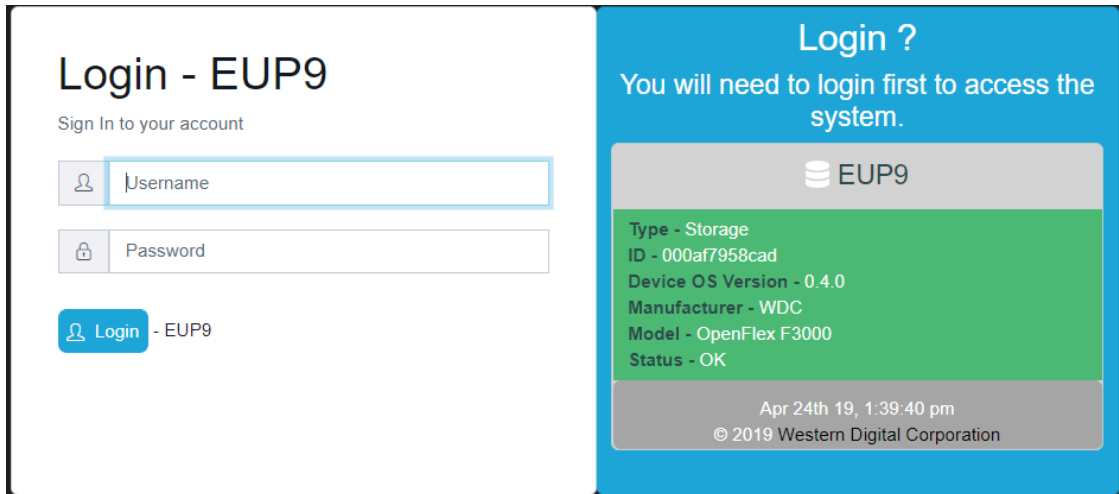 Login - EUP9
Sign In to your account
Username
Password
Login - EUP9
Login ?
You will need to login first to access the
system.
EUP9
Type - Storage
ID - 000af7958cad
Device OS Version - 0.4.0
Manufacturer - WDC
Model - OpenFlex F3000
Status - OK
Apr 24th 19, 1:39:40 pm
© 2019 Western Digital Corporation